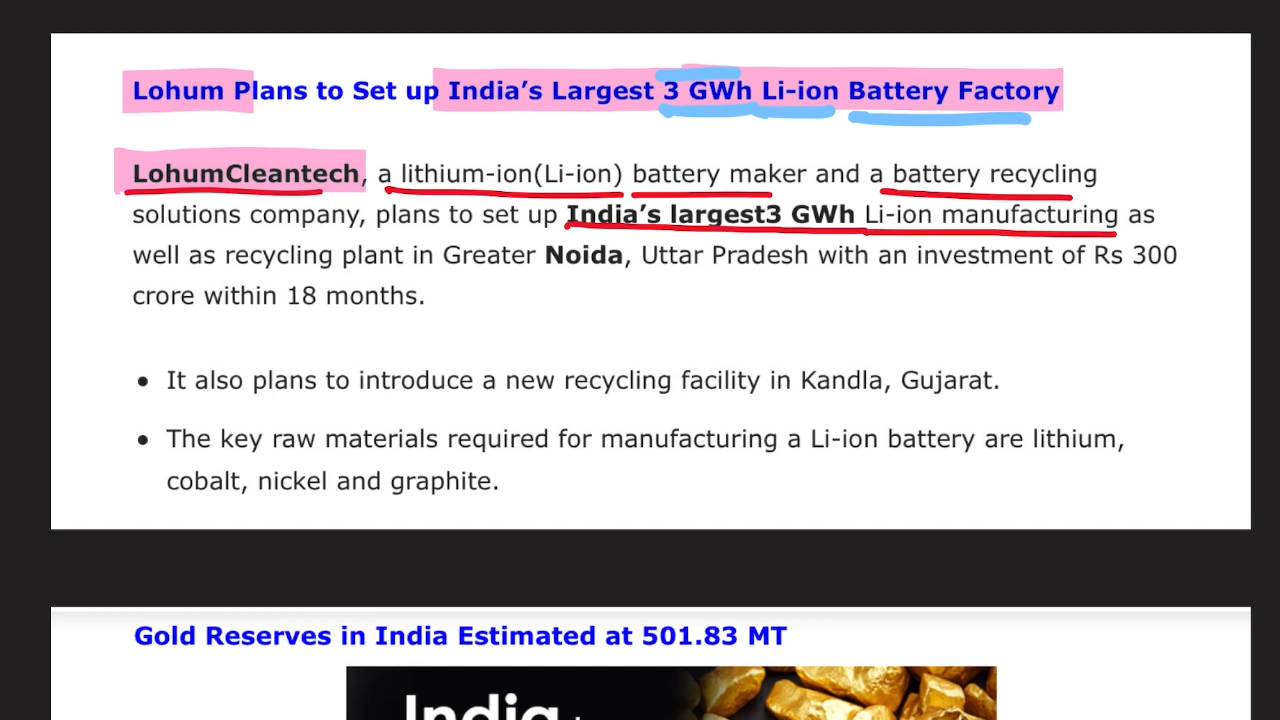 Lohum Plans to Set up India's Largest 3 GWh Li-ion Battery Factory
LohumCleantech, a lithium-ion(Li-ion) battery maker and a battery recycling
solutions company, plans to set up India's largest3 GWh Li-ion manufacturing as
well as recycling plant in Greater Noida, Uttar Pradesh with an investment of Rs 300
crore within 18 months.
• It also plans to introduce a new recycling facility in Kandla, Gujarat.
• The key raw materials required for manufacturing a Li-ion battery are lithium,
cobalt, nickel and graphite.
Gold Reserves in India Estimated at 501.83 MT
India